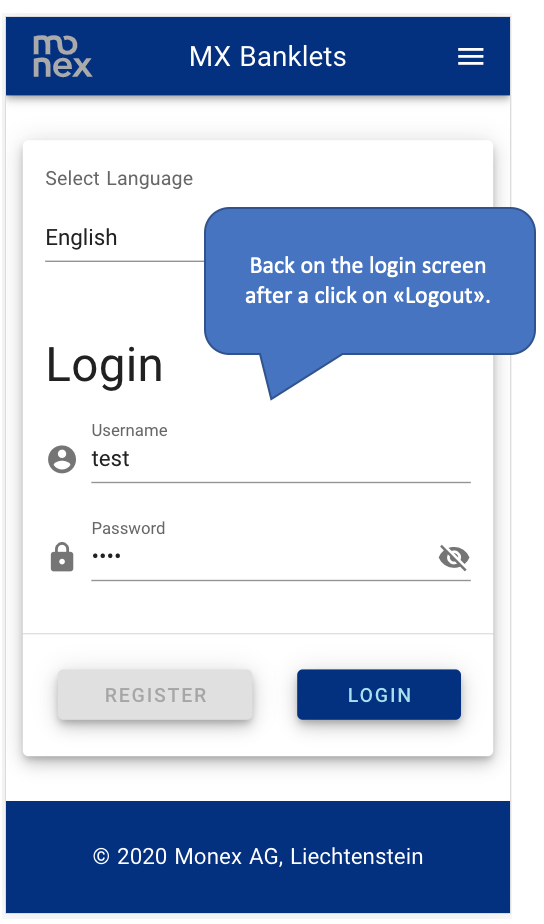 mo
nex
MX Banklets
Select Language
English
Back on the login screen
after a click on «Logout».
Login
Username
test
Password
••••
REGISTER
LOGIN
© 2020 Monex AG, Liechtenstein